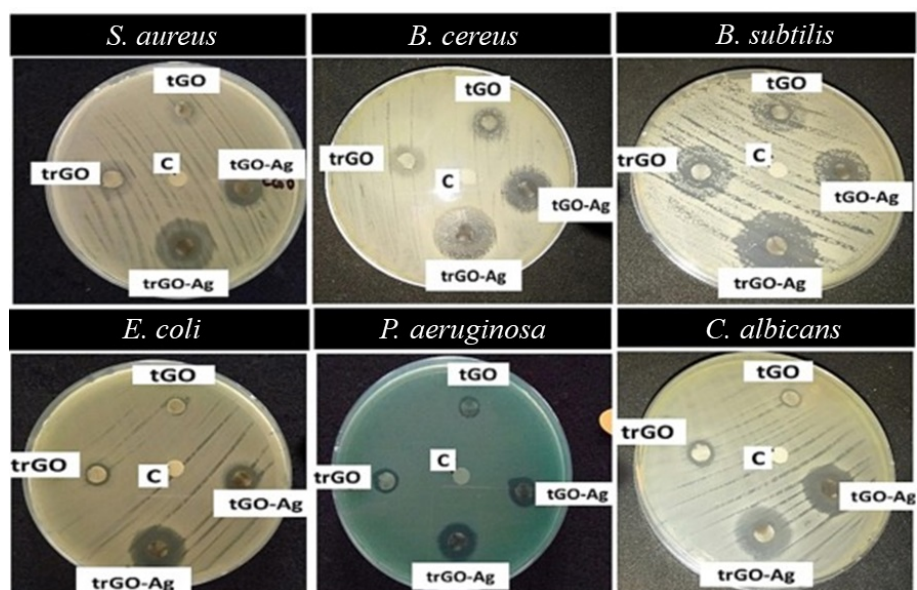 S. aureus
B. cereus
B. subtilis
tGO
trGO
C
tGO-Ag
trGO-Ag
tGO
trGO
C
tGO-Ag
trGO-Ag
tGO
trGO
C
tGO-Ag
trGO-Ag
E. coli
P. aeruginosa
C. albicans
tGO
trGO
C
tGO-Ag
trGO-Ag
tGO
trGO
C
tGO-Ag
trGO-Ag
tGO
trGO
C
tGO-Ag
trGO-Ag